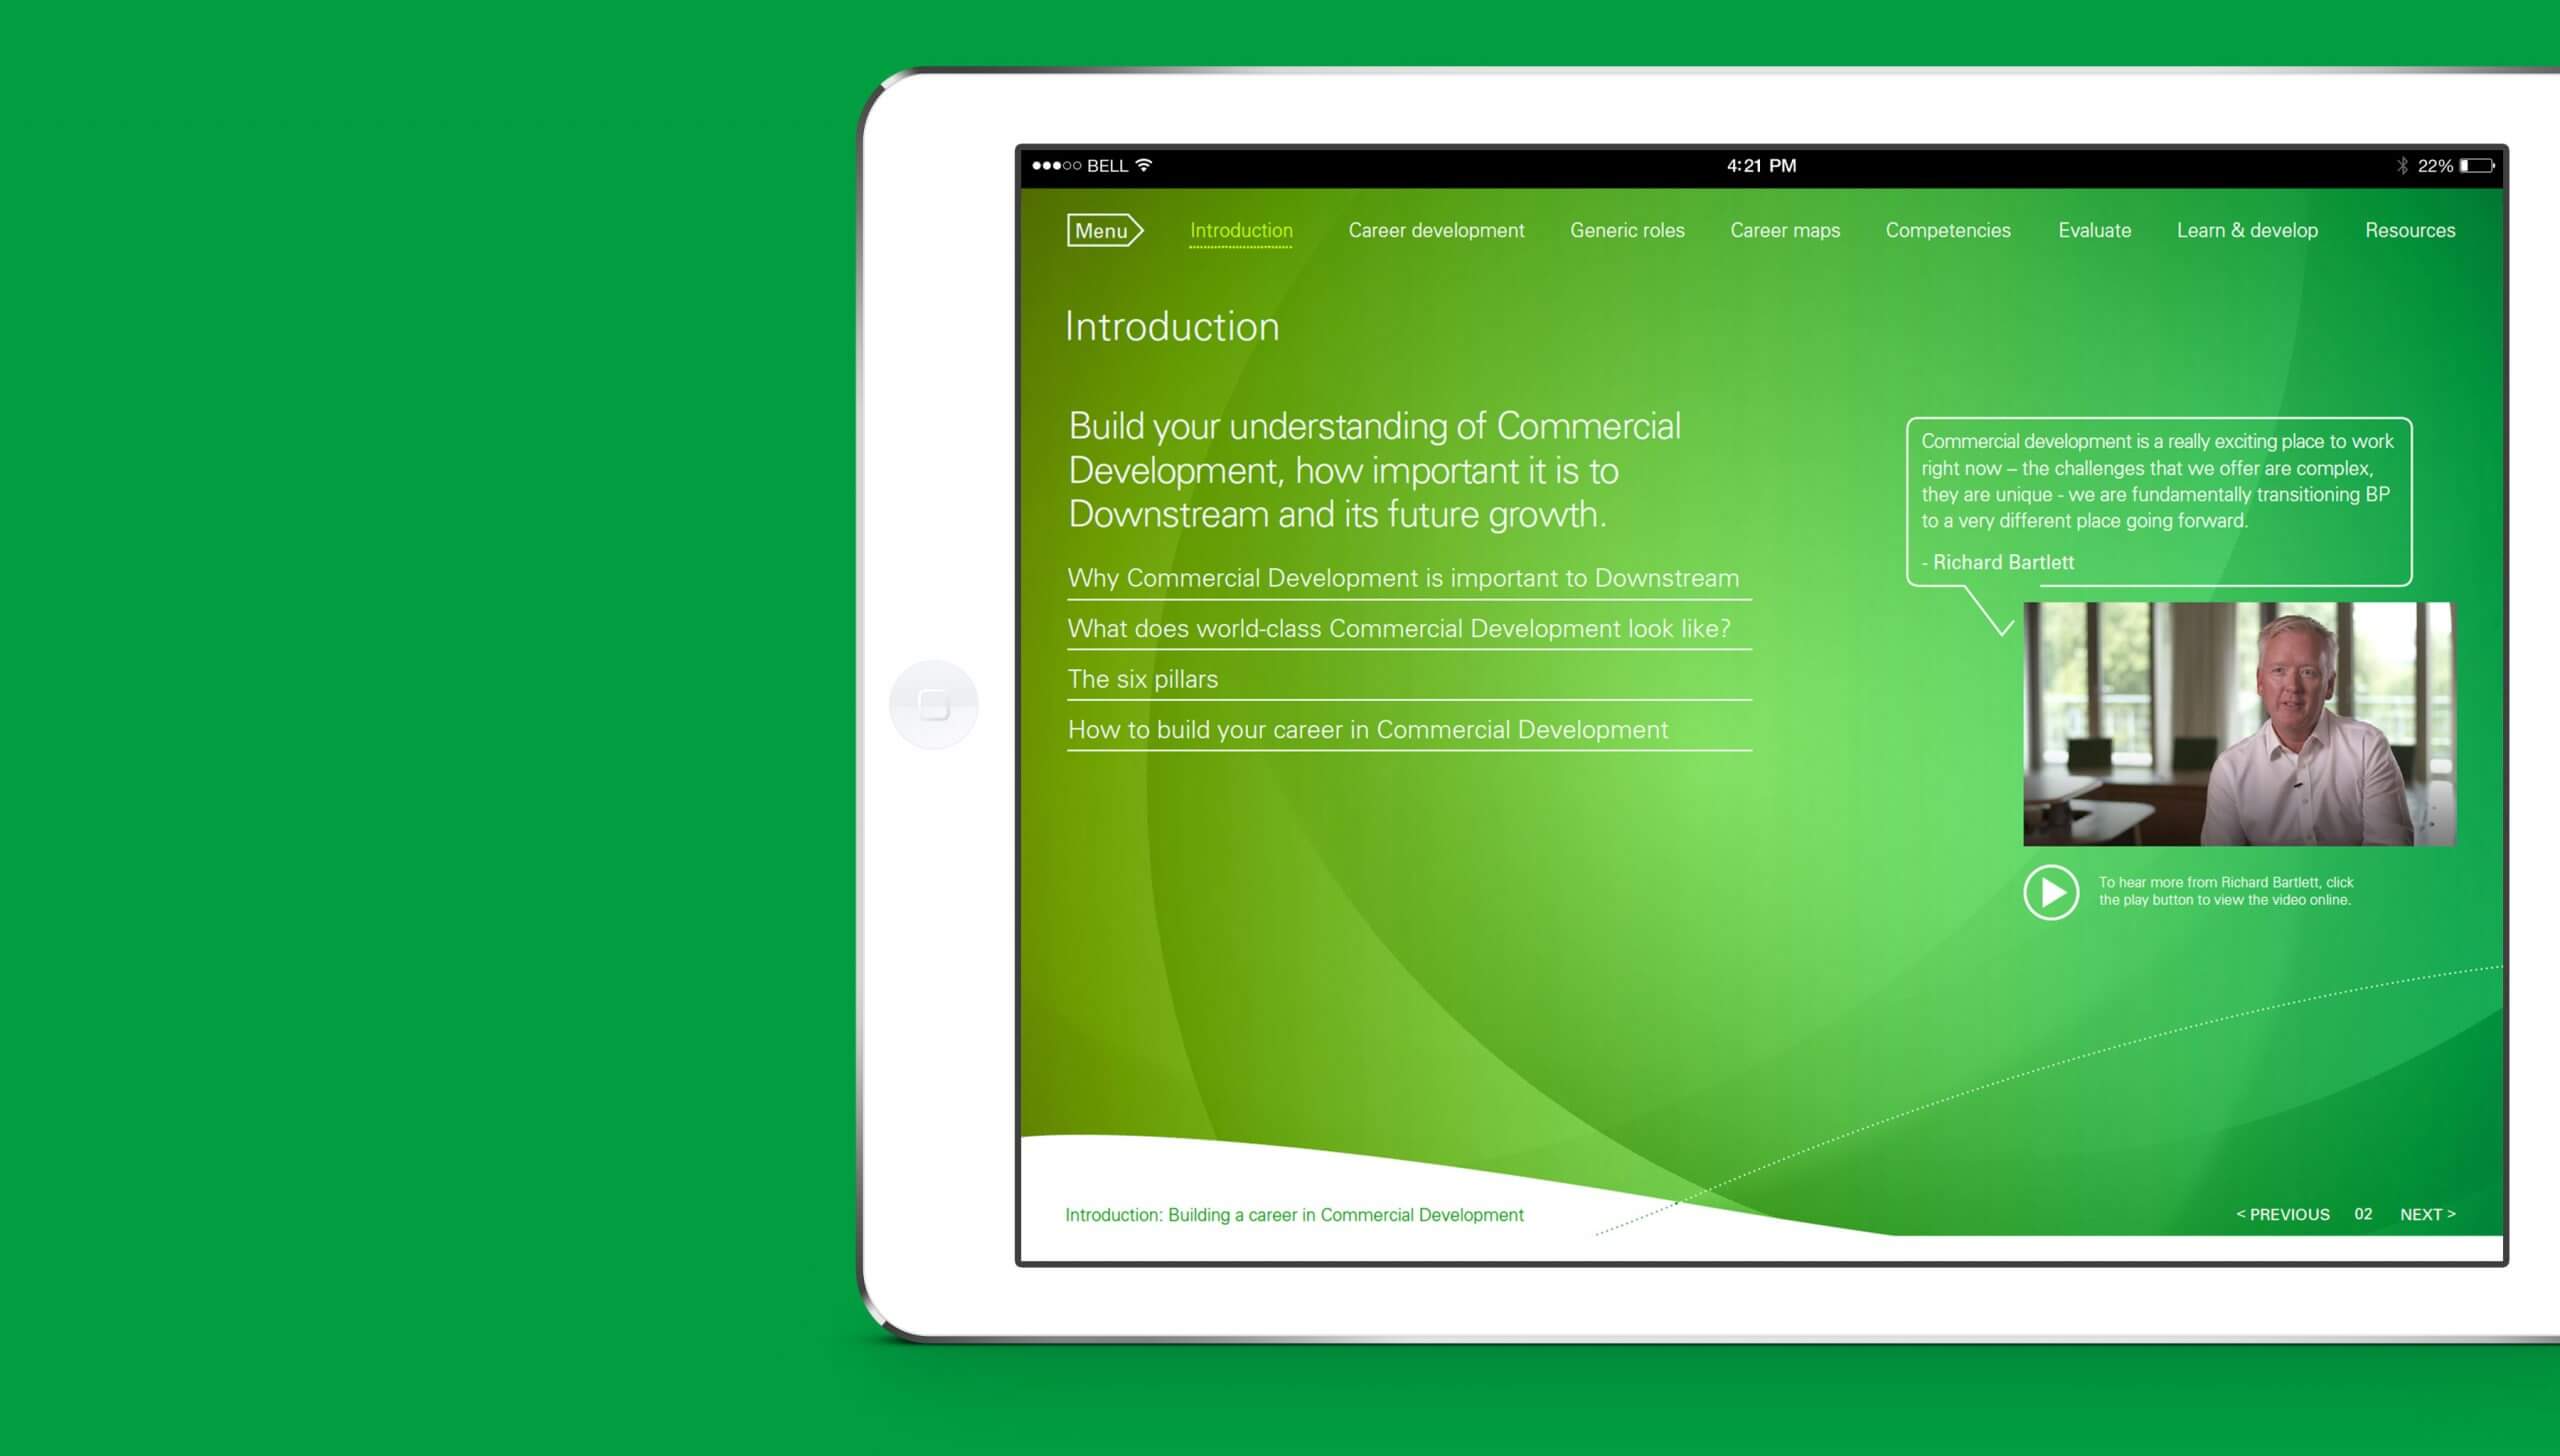 BELL
4:21 PM
22%
Menu
Introduction
Career development
Generic roles
Career maps
Competencies
Evaluate
Learn & develop
Resources
Introduction
Build your understanding of Commercial
Development, how important it is to
Downstream and its future growth.
Why Commercial Development is important to Downstream
What does world-class Commercial Development look like?
The six pillars
How to build your career in Commercial Development
Commercial development is a really exciting place to work
right now – the challenges that we offer are complex,
they are unique - we are fundamentally transitioning BP
to a very different place going forward.
- Richard Bartlett
To hear more from Richard Bartlett, click
the play button to view the video online.
Introduction: Building a career in Commercial Development
< PREVIOUS
02
NEXT >